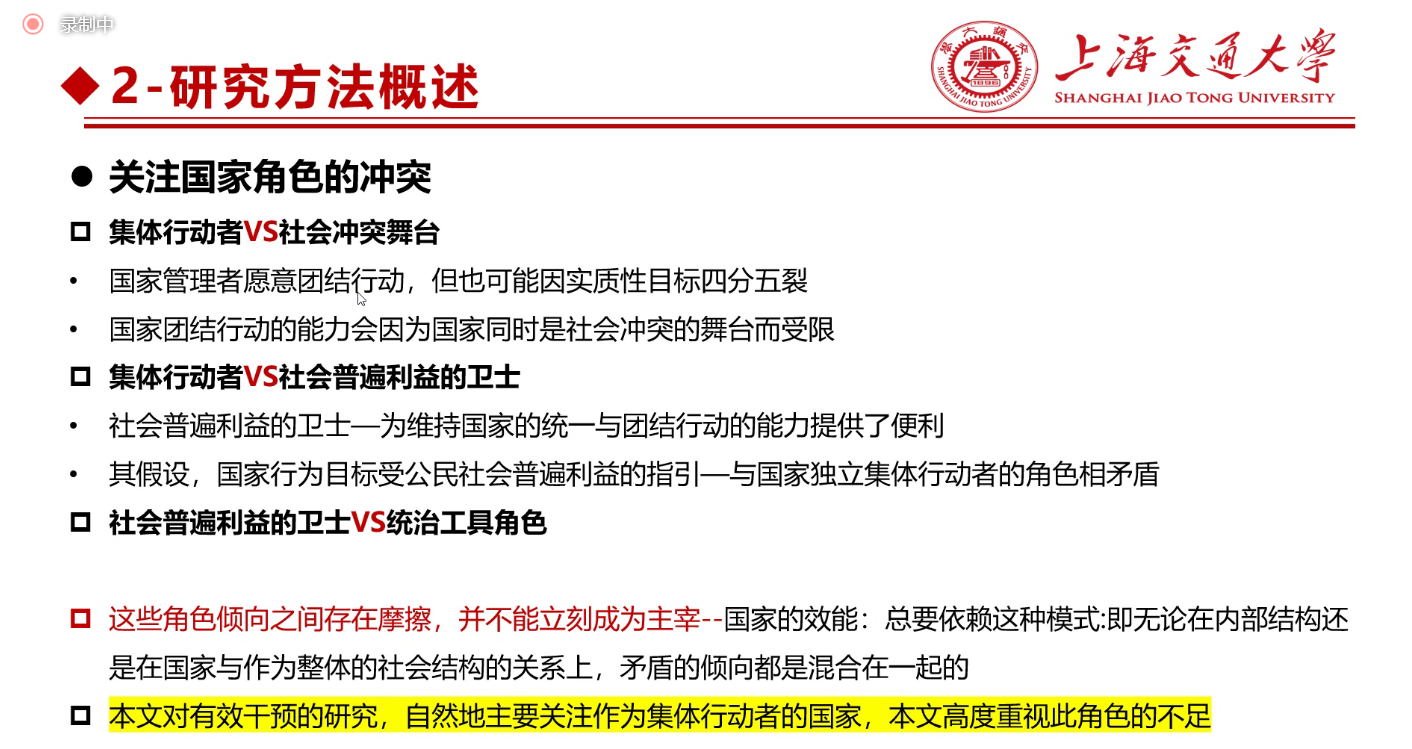 录制中
上海交通大学
SHANGHAI JIAO TONG UNIVERSITY
1896
SHANGHAI JIAO TONG UNIVERSITY
2-研究方法概述
关注国家角色的冲突
集体行动者VS社会冲突舞台
国家管理者愿意团结行动，但也可能因实质性目标四分五裂
国家团结行动的能力会因为国家同时是社会冲突的舞台而受限
集体行动者VS社会普遍利益的卫士
社会普遍利益的卫士—为维持国家的统一与团结行动的能力提供了便利
其假设，国家行为目标受公民社会普遍利益的指引—与国家独立集体行动者的角色相矛盾
社会普遍利益的卫士VS统治工具角色
这些角色倾向之间存在摩擦，并不能立刻成为主宰--国家的效能：总要依赖这种模式:即无论在内部结构还
是在国家与作为整体的社会结构的关系上，矛盾的倾向都是混合在一起的
本文对有效干预的研究，自然地主要关注作为集体行动者的国家，本文高度重视此角色的不足